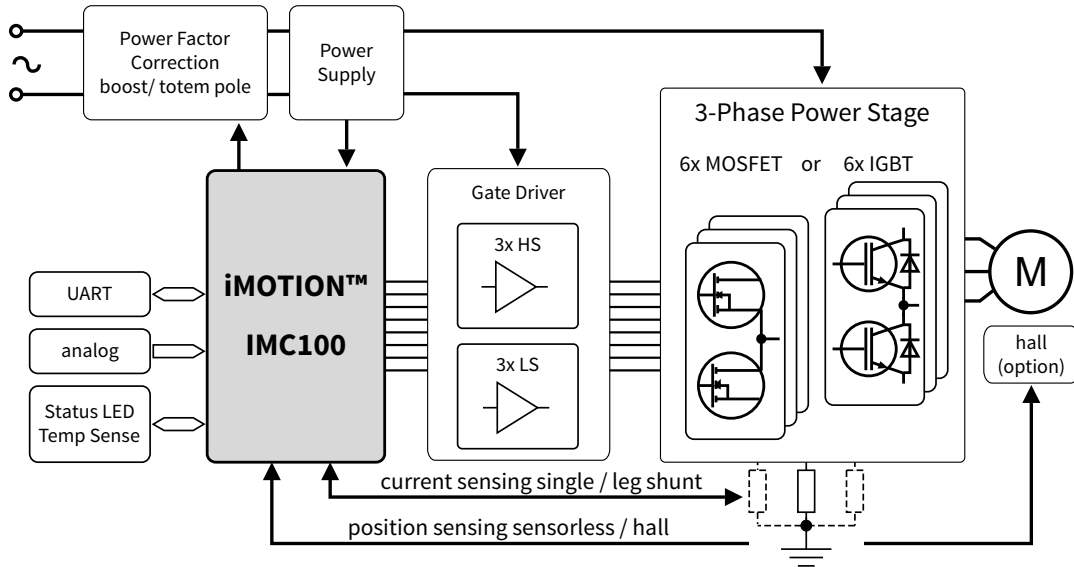 Power Factor
Correction
boost/ totem pole
Power
Supply
3-Phase Power Stage
6x MOSFET or 6x IGBT
Gate Driver
3x HS
3x LS
iMOTION™
IMC100
UART
analog
Status LED
Temp Sense
M
hall
(option)
current sensing single / leg shunt
position sensing sensorless / hall